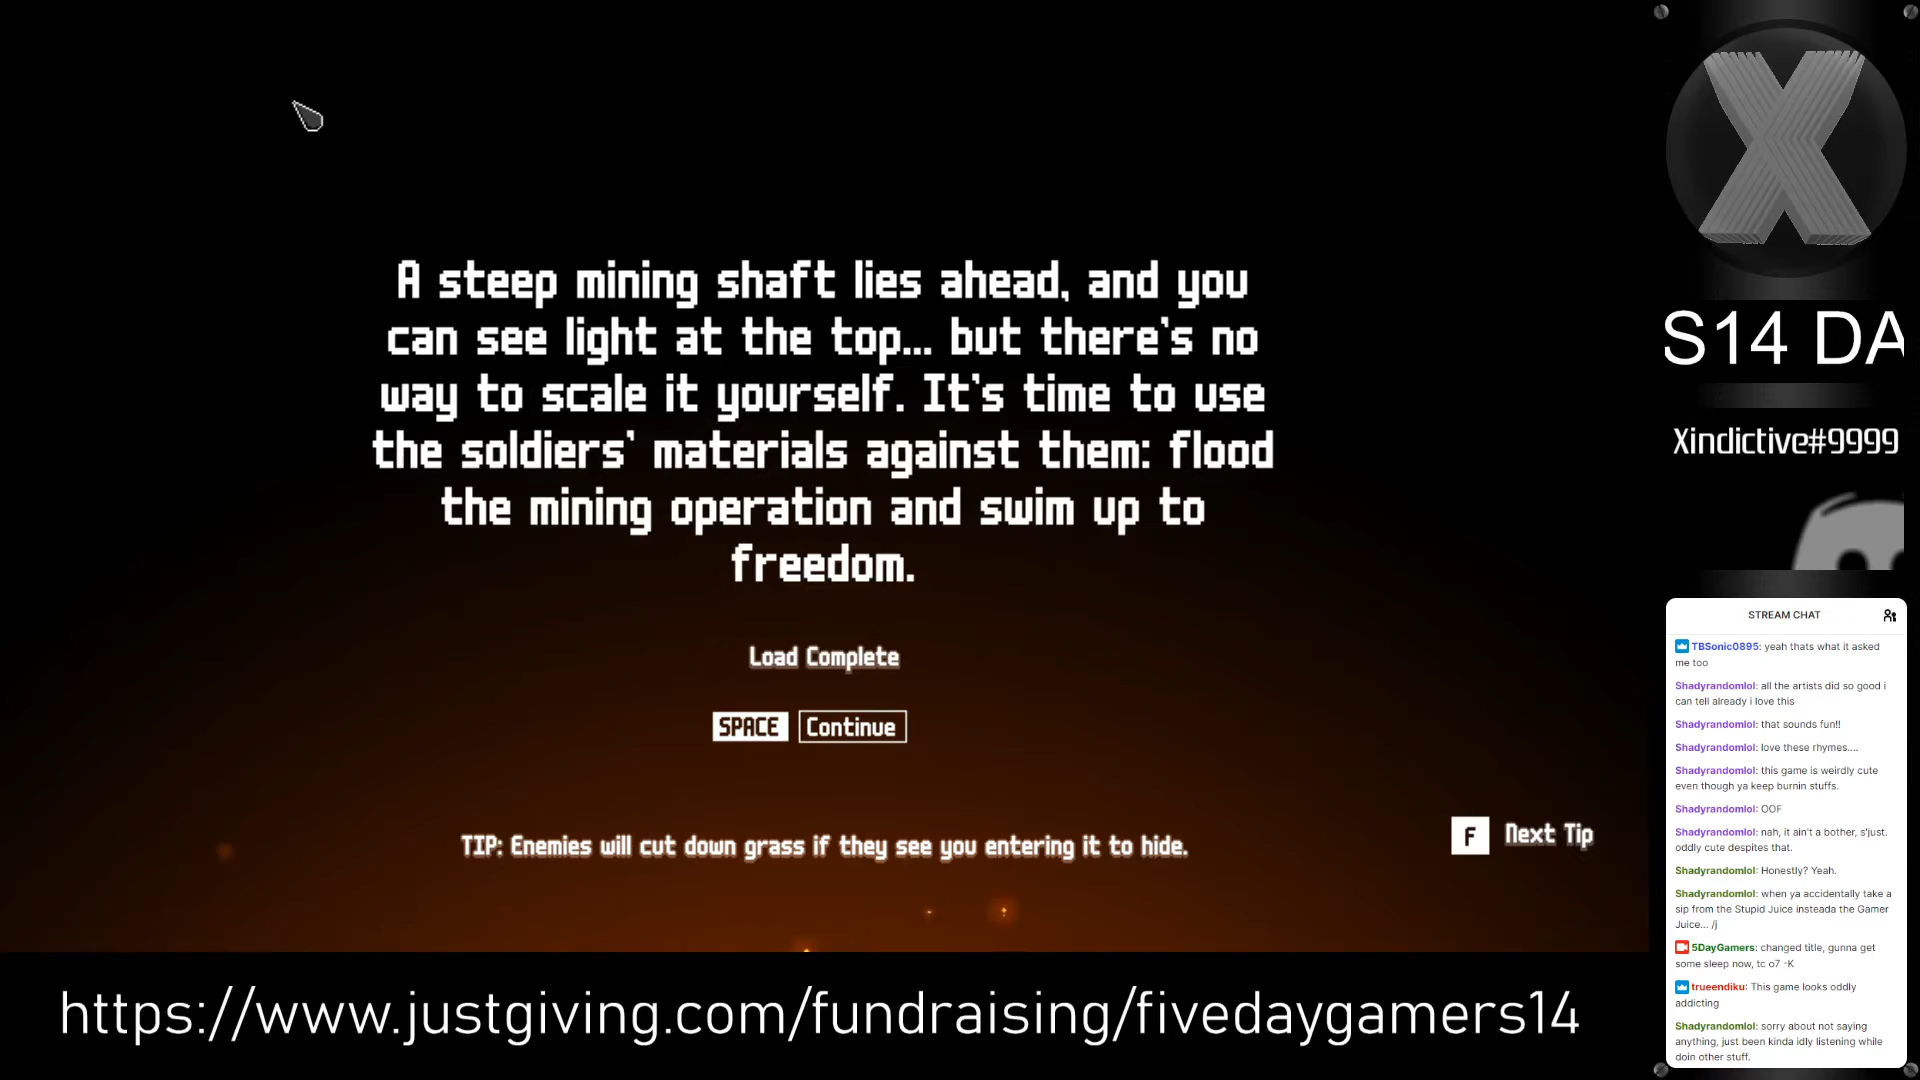 A steep mining shaft lies ahead, and you
can see light at the top... but there's no
way to scale it yourself. It's time to use
the soldiers' materials against them: flood
the mining operation and swim up to
freedom.
Load Complete
SPACE Continue
TIP: Enemies will cut down grass if they see you entering it to hide.
F Next Tip
https://www.justgiving.com/fundraising/fivedaygamers14
X
S14 DA
Xindictive#9999
STREAM CHAT
TBSonic0895: yeah thats what it asked
me too
Shadyrandomlol: all the artists did so good i
can tell already i love this
Shadyrandomlol: that sounds fun!!
Shadyrandomlol: love these rhymes....
Shadyrandomlol: this game is weirdly cute
even though ya keep burnin stuffs.
Shadyrandomlol: OOF
Shadyrandomlol: nah, it ain't a bother, s'just.
oddly cute despites that.
Shadyrandomlol: Honestly? Yeah.
Shadyrandomlol: when ya accidentally take a
sip from the Stupid Juice insteada the Gamer
Juice... /j
5DayGamers: changed title, gunna get
some sleep now, tc o7 -K
trueendiku: This game looks oddly
addicting
Shadyrandomlol: sorry about not saying
anything, just been kinda idly listening while
doin other stuff.